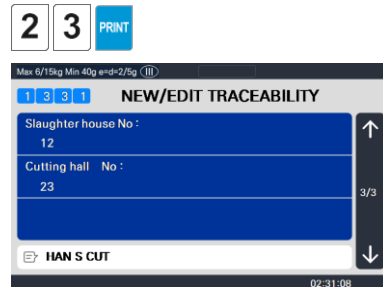 2 3 PRINT
Max 6/15kg Min 40g e=d=2/5g III
1 3 3 1 NEW/EDIT TRACEABILITY
Slaughter house No :
12
Cutting hall No :
23
3/3
HAN S CUT
02:31:08